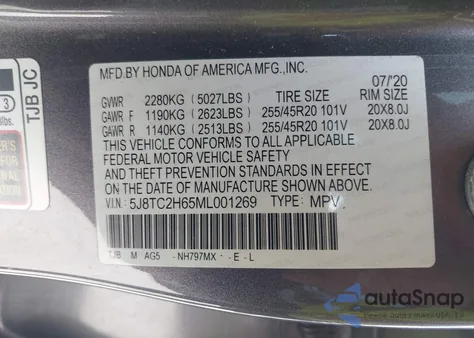 MFD.BY HONDA OF AMERICA MFG.,INC. 07/'20
GVWR 2280KG (5027LBS) TIRE SIZE RIM SIZE
GAWR F 1190KG (2623LBS) 255/45R20 101V 20X8.0J
GAWR R 1140KG (2513LBS) 255/45R20 101V 20X8.0J
THIS VEHICLE CONFORMS TO ALL APPLICABLE
FEDERAL MOTOR VEHICLE SAFETY
AND THEFT PREVENTION STANDARDS IN EFFECT
ON THE DATE OF MANUFACTURE SHOWN ABOVE.
V.I.N: 5J8TC2H65ML001269 TYPE: MPV
TJB M AG5 -NH797MX -E-L
TJB JC
3
lbs.
autoSnap